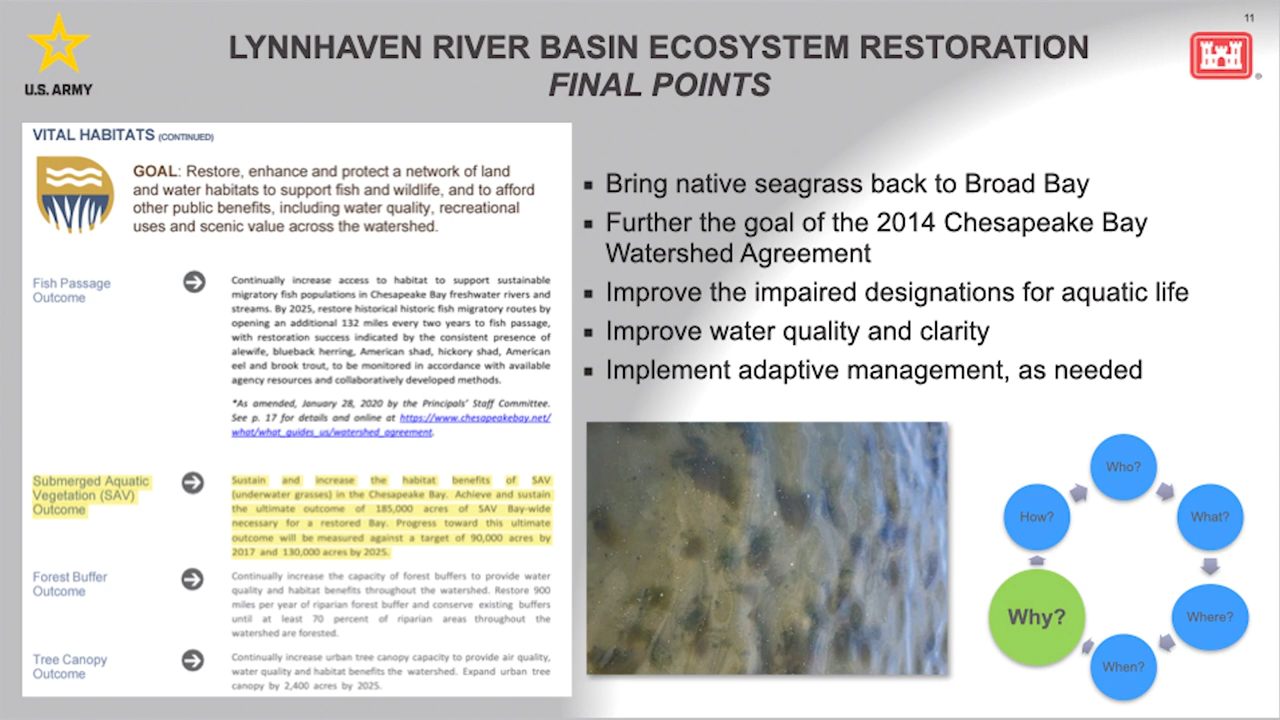 11
U.S. ARMY
LYNNHAVEN RIVER BASIN ECOSYSTEM RESTORATION
FINAL POINTS
®
VITAL HABITATS (CONTINUED)
GOAL: Restore, enhance and protect a network of land
and water habitats to support fish and wildlife, and to afford
other public benefits, including water quality, recreational
uses and scenic value across the watershed.
Fish Passage
Outcome
Continually increase access to habitat to support sustainable
migratory fish populations in Chesapeake Bay freshwater rivers and
streams. By 2025, restore historical historic fish migratory routes by
opening an additional 132 miles every two years to fish passage,
with restoration success indicated by the consistent presence of
alewife, blueback herring, American shad, hickory shad, American
eel and brook trout, to be monitored in accordance with available
agency resources and collaboratively developed methods.
*As amended, January 28, 2020 by the Principals' Staff Committee.
See p. 17 for details and online at https://www.chesapeakebay.net/
what/what_guides_us/watershed_agreement.
Submerged Aquatic
Vegetation (SAV)
Outcome
Sustain and increase the habitat benefits of SAV
(underwater grasses) in the Chesapeake Bay. Achieve and sustain
the ultimate outcome of 185,000 acres of SAV Bay-wide
necessary for a restored Bay. Progress toward this ultimate
outcome will be measured against a target of 90,000 acres by
2017 and 130,000 acres by 2025.
Forest Buffer
Outcome
Continually increase the capacity of forest buffers to provide water
quality and habitat benefits throughout the watershed. Restore 900
miles per year of riparian forest buffer and conserve existing buffers
until at least 70 percent of riparian areas throughout the
watershed are forested.
Tree Canopy
Outcome
Continually increase urban tree canopy capacity to provide air quality,
water quality and habitat benefits the watershed. Expand urban tree
canopy by 2,400 acres by 2025.
▪ Bring native seagrass back to Broad Bay
▪ Further the goal of the 2014 Chesapeake Bay
Watershed Agreement
▪ Improve the impaired designations for aquatic life
▪ Improve water quality and clarity
▪ Implement adaptive management, as needed
Who?
What?
Where?
When?
Why?
How?